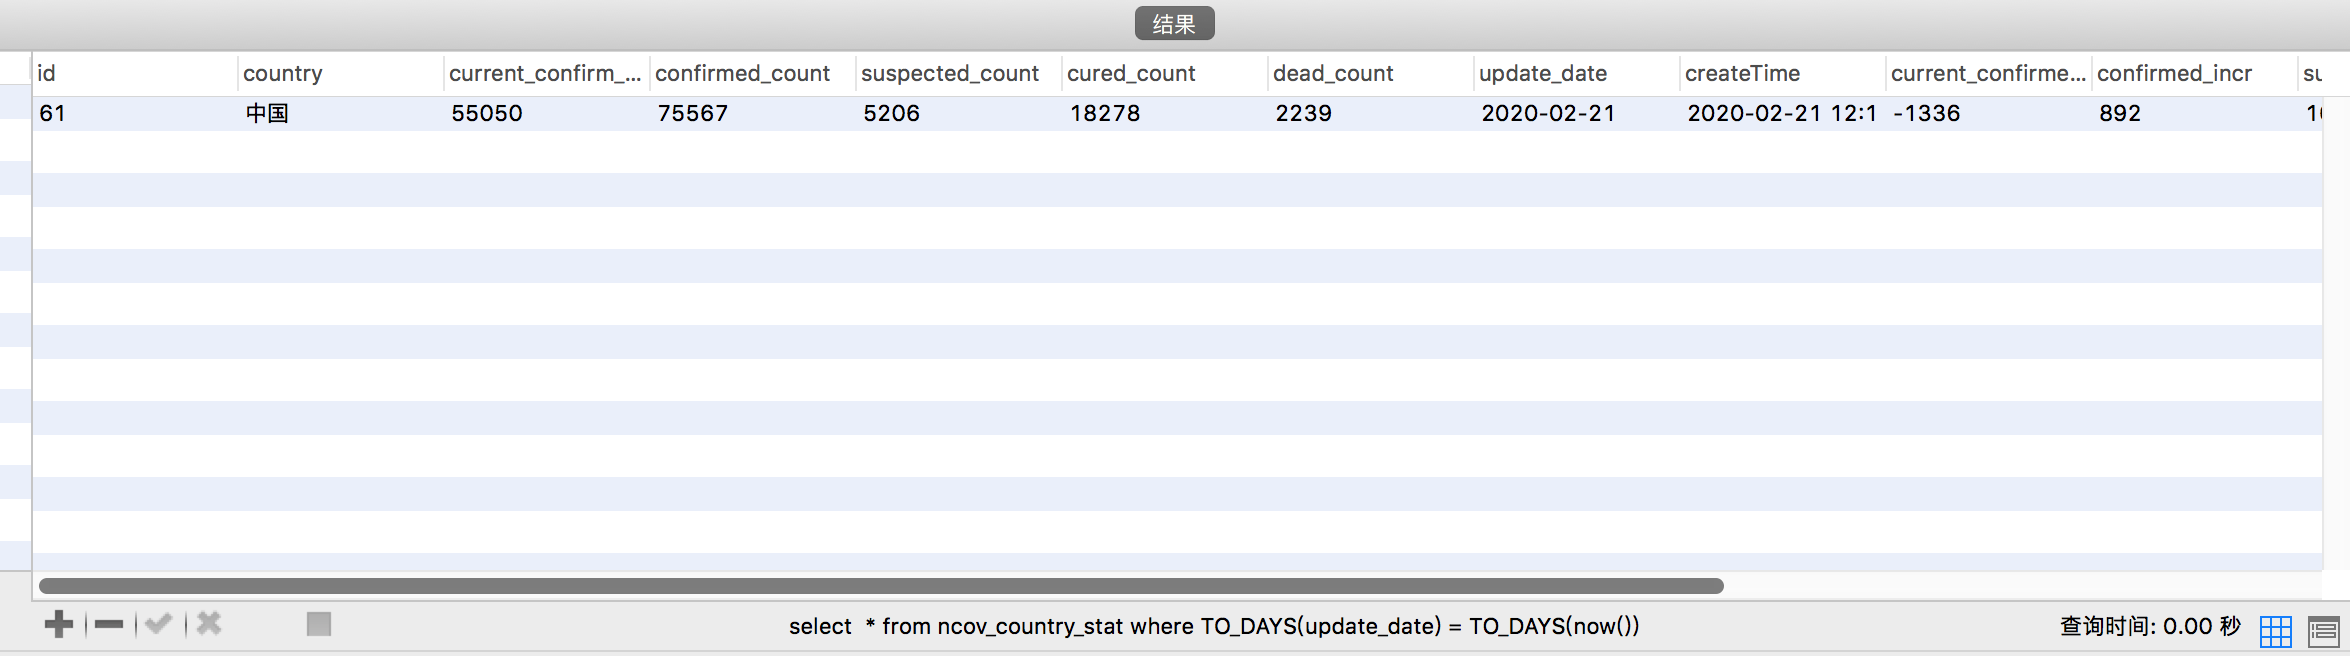 结果
id country current_confirm_... confirmed_count suspected_count cured_count dead_count update_date createTime current_confirme... confirmed_incr su
61 中国 55050 75567 5206 18278 2239 2020-02-21 2020-02-21 12:1 -1336 892
select * from ncov_country_stat where TO_DAYS(update_date) = TO_DAYS(now()) 查询时间: 0.00 秒